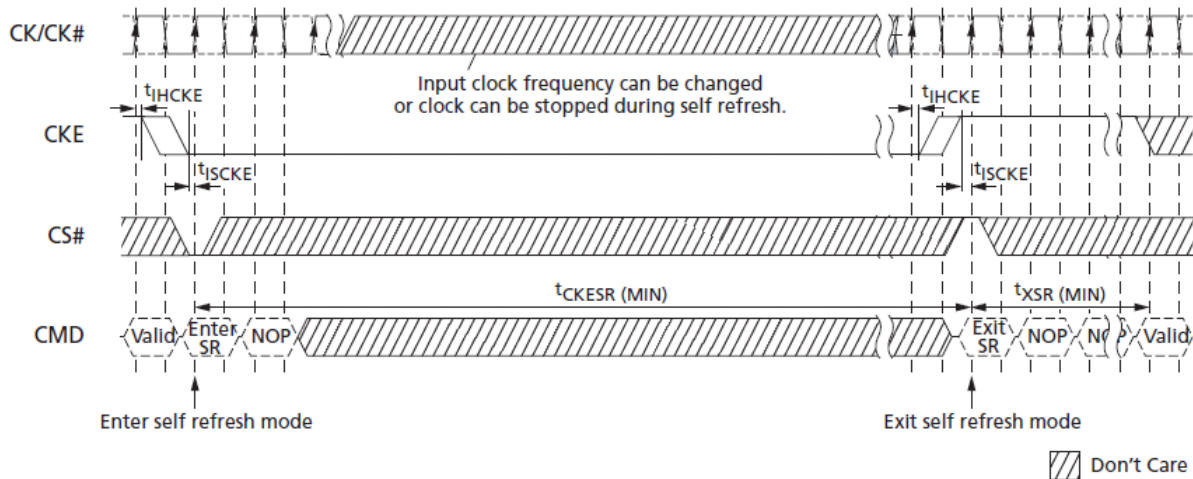 CK/CK#
Input clock frequency can be changed
or clock can be stopped during self refresh.
tIHCKE
tIHCKE
CKE
tISCKE
tISCKE
CS#
tCKESR (MIN)
tXSR (MIN)
CMD
Valid
Enter
SR
NOP
Exit
SR
NOP
NOP
Valid
Enter self refresh mode
Exit self refresh mode
Don't Care